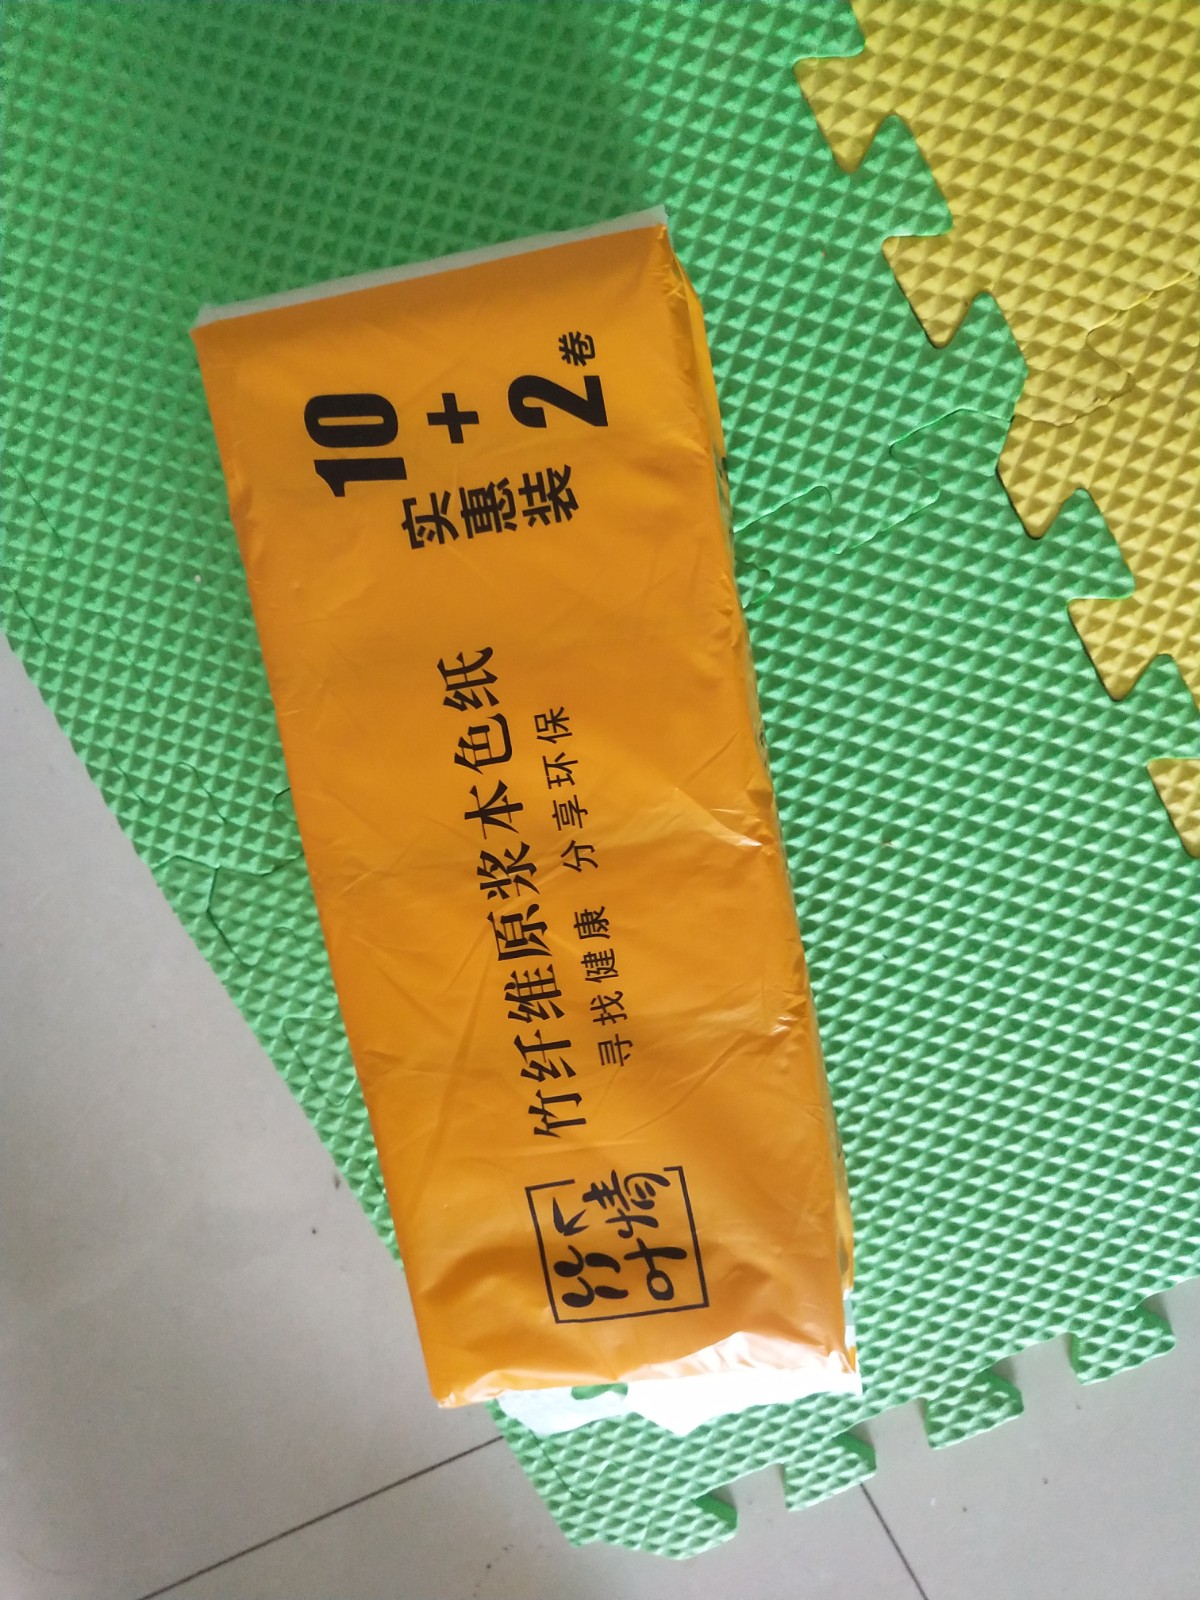 竹叶情
竹纤维原浆本色纸
寻找健康 分享环保
10+2卷
实惠装